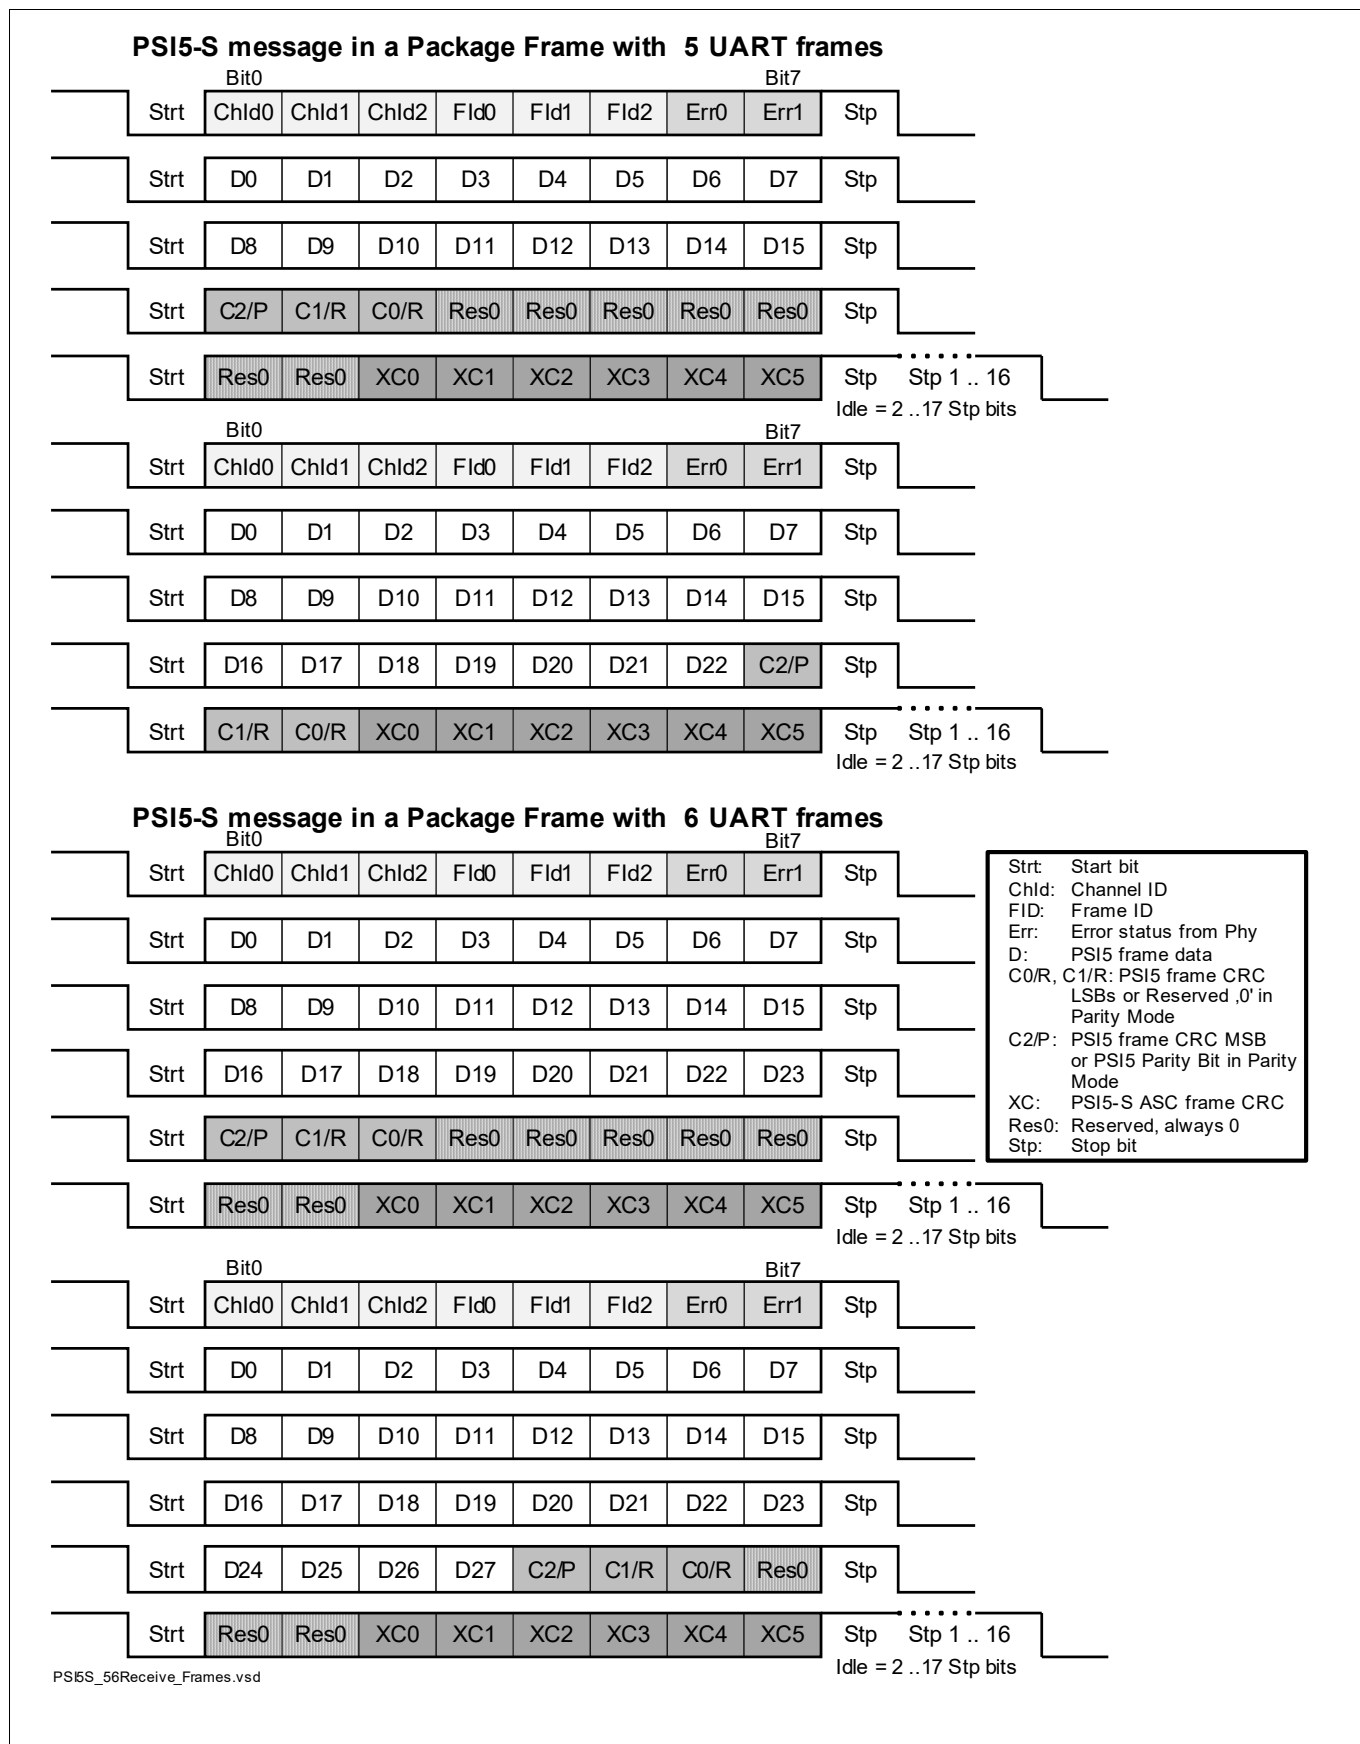 PSI5-S message in a Package Frame with 5 UART frames
Bit0 Bit7
Strt ChId0 ChId1 ChId2 FId0 FId1 FId2 Err0 Err1 Stp
Strt D0 D1 D2 D3 D4 D5 D6 D7 Stp
Strt D8 D9 D10 D11 D12 D13 D14 D15 Stp
Strt C2/P C1/R C0/R Res0 Res0 Res0 Res0 Res0 Stp
Strt Res0 Res0 XC0 XC1 XC2 XC3 XC4 XC5 Stp Stp 1 .. 16
Idle = 2 ..17 Stp bits
Bit0 Bit7
Strt ChId0 ChId1 ChId2 FId0 FId1 FId2 Err0 Err1 Stp
Strt D0 D1 D2 D3 D4 D5 D6 D7 Stp
Strt D8 D9 D10 D11 D12 D13 D14 D15 Stp
Strt D16 D17 D18 D19 D20 D21 D22 C2/P Stp
Strt C1/R C0/R XC0 XC1 XC2 XC3 XC4 XC5 Stp Stp 1 .. 16
Idle = 2 ..17 Stp bits
PSI5-S message in a Package Frame with 6 UART frames
Bit0 Bit7
Strt ChId0 ChId1 ChId2 FId0 FId1 FId2 Err0 Err1 Stp
Strt D0 D1 D2 D3 D4 D5 D6 D7 Stp
Strt D8 D9 D10 D11 D12 D13 D14 D15 Stp
Strt D16 D17 D18 D19 D20 D21 D22 D23 Stp
Strt C2/P C1/R C0/R Res0 Res0 Res0 Res0 Res0 Stp
Strt Res0 Res0 XC0 XC1 XC2 XC3 XC4 XC5 Stp Stp 1 .. 16
Idle = 2 ..17 Stp bits
Strt: Start bit
ChId: Channel ID
FID: Frame ID
Err: Error status from Phy
D: PSI5 frame data
C0/R, C1/R: PSI5 frame CRC
LSBs or Reserved ‚0' in
Parity Mode
C2/P: PSI5 frame CRC MSB
or PSI5 Parity Bit in Parity
Mode
XC: PSI5-S ASC frame CRC
Res0: Reserved, always 0
Stp: Stop bit
Bit0 Bit7
Strt ChId0 ChId1 ChId2 FId0 FId1 FId2 Err0 Err1 Stp
Strt D0 D1 D2 D3 D4 D5 D6 D7 Stp
Strt D8 D9 D10 D11 D12 D13 D14 D15 Stp
Strt D16 D17 D18 D19 D20 D21 D22 D23 Stp
Strt D24 D25 D26 D27 C2/P C1/R C0/R Res0 Stp
Strt Res0 Res0 XC0 XC1 XC2 XC3 XC4 XC5 Stp Stp 1 .. 16
Idle = 2 ..17 Stp bits
PSI5S_56Receive_Frames.vsd